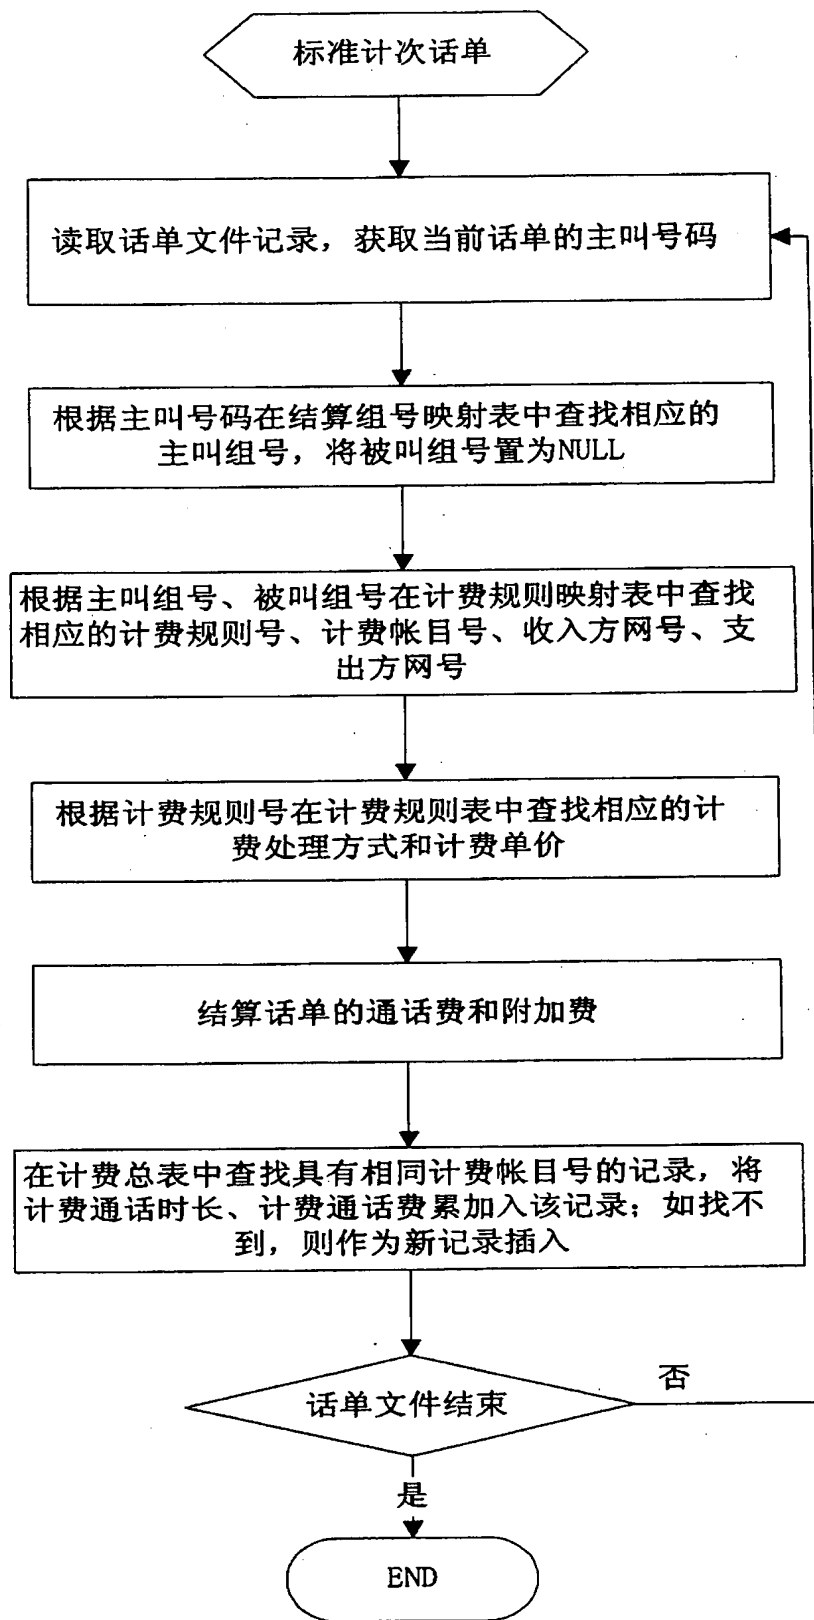 标准计次话单
读取话单文件记录，获取当前话单的主叫号码
根据主叫号码在结算组号映射表中查找相应的
主叫组号，将被叫组号置为NULL
根据主叫组号、被叫组号在计费规则映射表中查找
相应的计费规则号、计费帐目号、收入方网号、支
出方网号
根据计费规则号在计费规则表中查找相应的计
费处理方式和计费单价
结算话单的通话费和附加费
在计费总表中查找具有相同计费帐目号的记录，将
计费通话时长、计费通话费累加入该记录；如找不
到，则作为新记录插入
话单文件结束
否
是
END